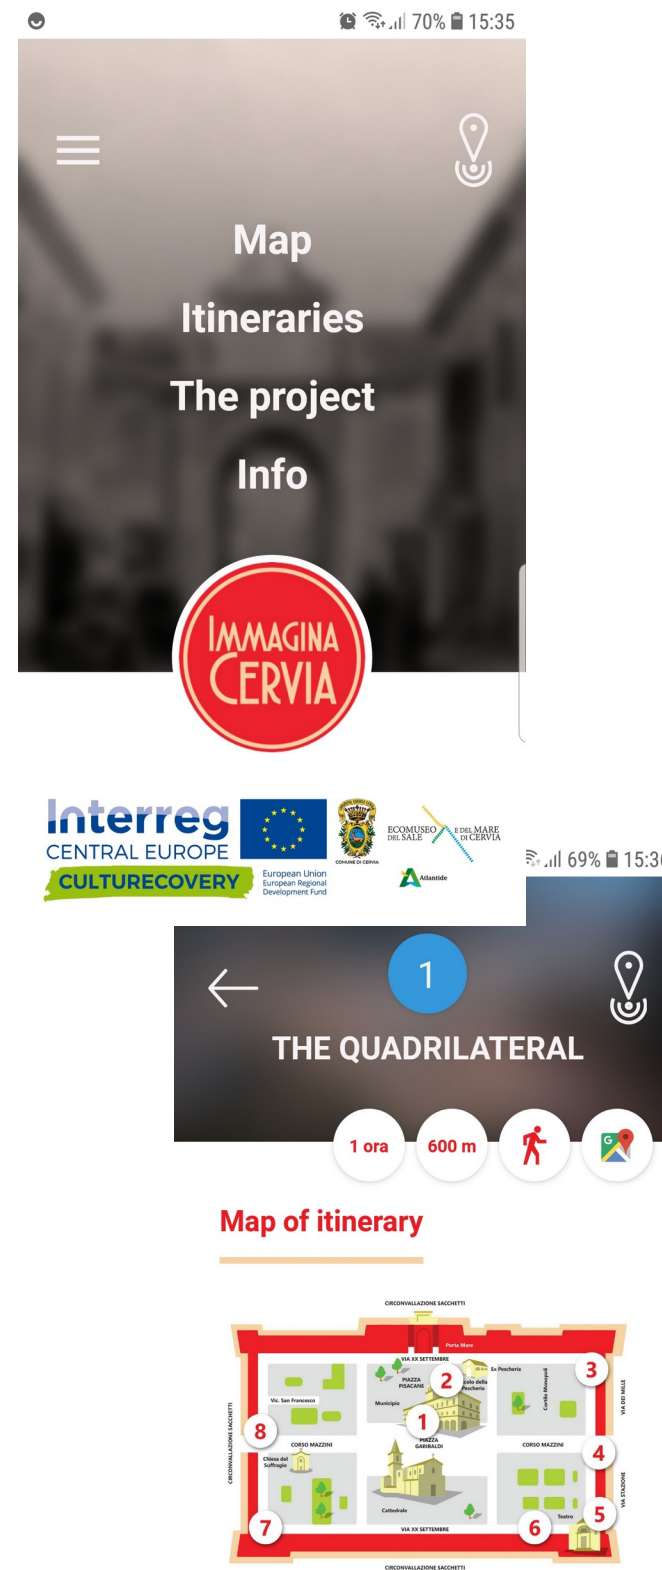 70% 15:35
Map
Itineraries
The project
Info
IMMAGINA
CERVIA
Interreg
CENTRAL EUROPE
CULTURECOVERY
European Union
European Regional
Development Fund
COMUNE DI CERVIA
ECOMUSEO E DEL MARE
DEL SALE DI CERVIA
Atlantide
69%
1
THE QUADRILATERAL
1 ora
600 m
G
Map of itinerary
CIRCONVALLAZIONE SACCHETTI
Porta Mare
VIA XX SETTEMBRE
Ex Pescheria
PIAZZA
PISACANE
2
3
Vic. San Francesco
Municipio
Cortile Monopoli
VIA DEI MILLE
1
8
PIAZZA
GARIBALDI
CORSO MAZZINI
CORSO MAZZINI
4
CIRCONVALLAZIONE SACCHETTI
Chiesa del
Suffragio
VIA STAZIONE
Cattedrale
Teatro
5
7
6
VIA XX SETTEMBRE
CIRCONVALLAZIONE SACCHETTI